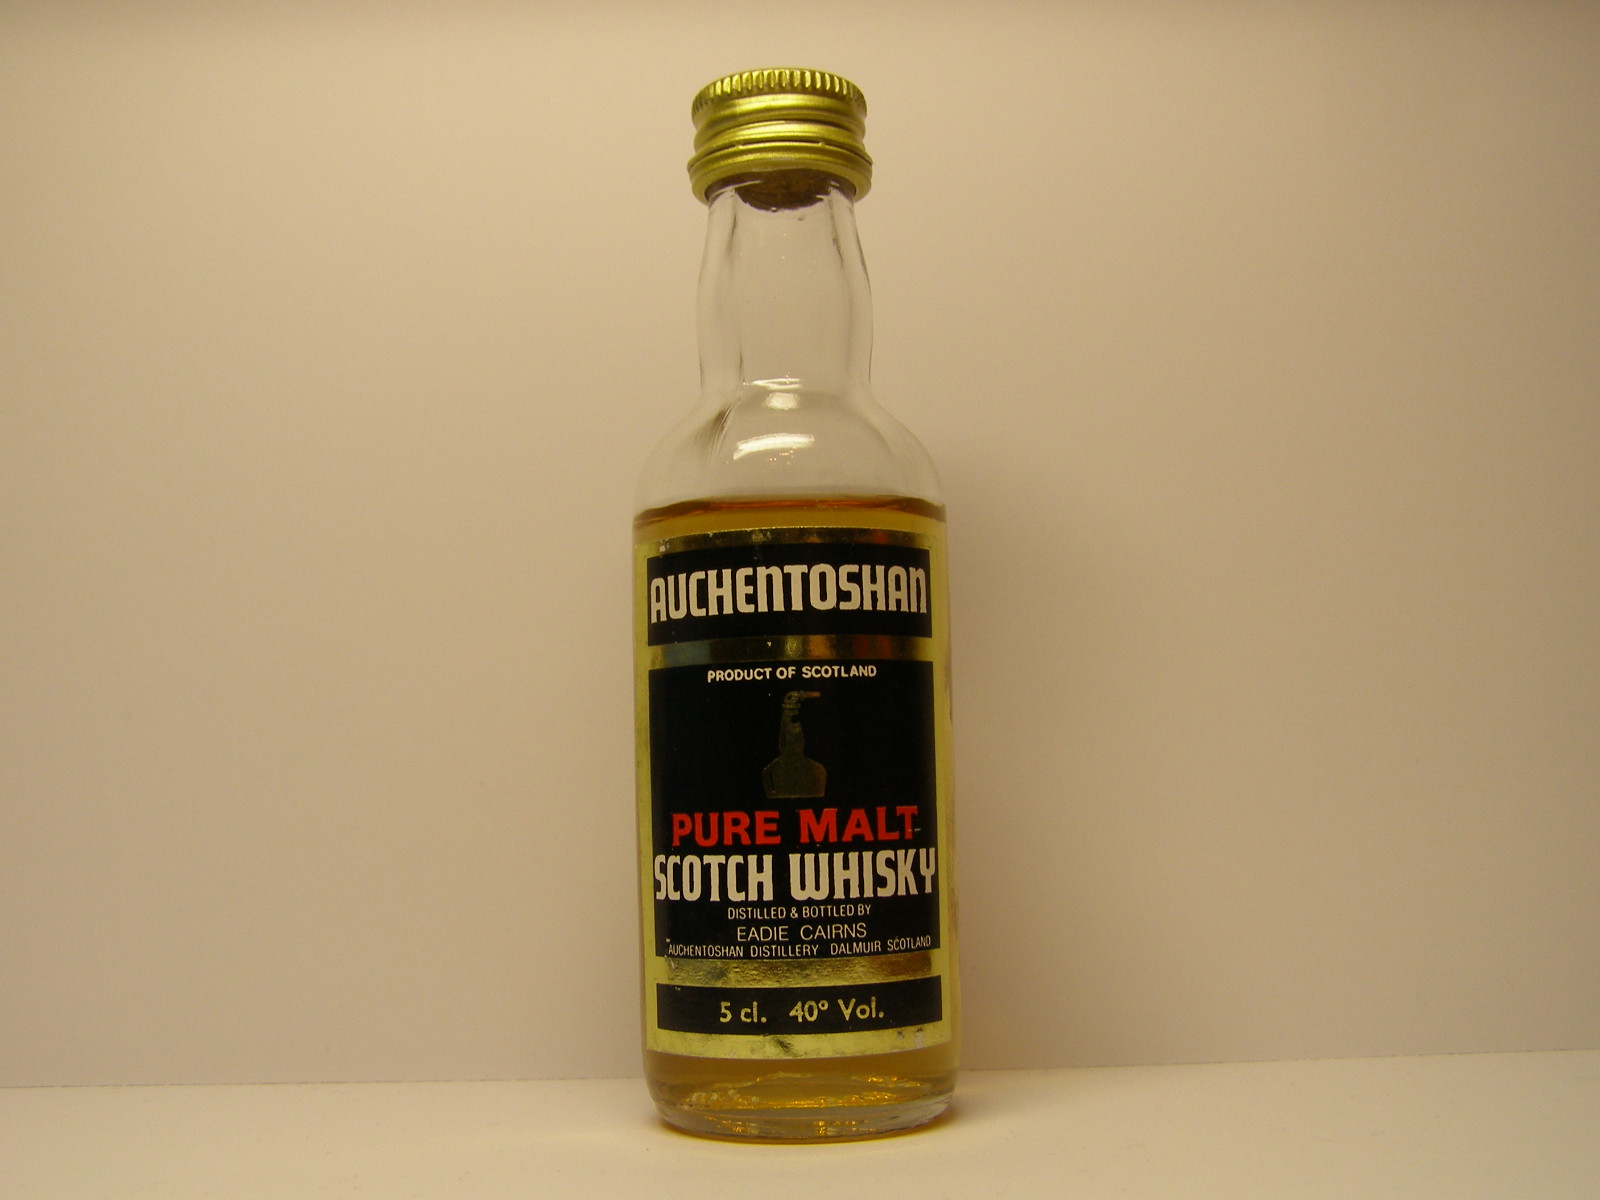 AUCHENTOSHAN
PRODUCT OF SCOTLAND
PURE MALT
SCOTCH WHISKY
DISTILLED & BOTTLED BY
EADIE CAIRNS
AUCHENTOSHAN DISTILLERY DALMUIR SCOTLAND
5 cl. 40° Vol.